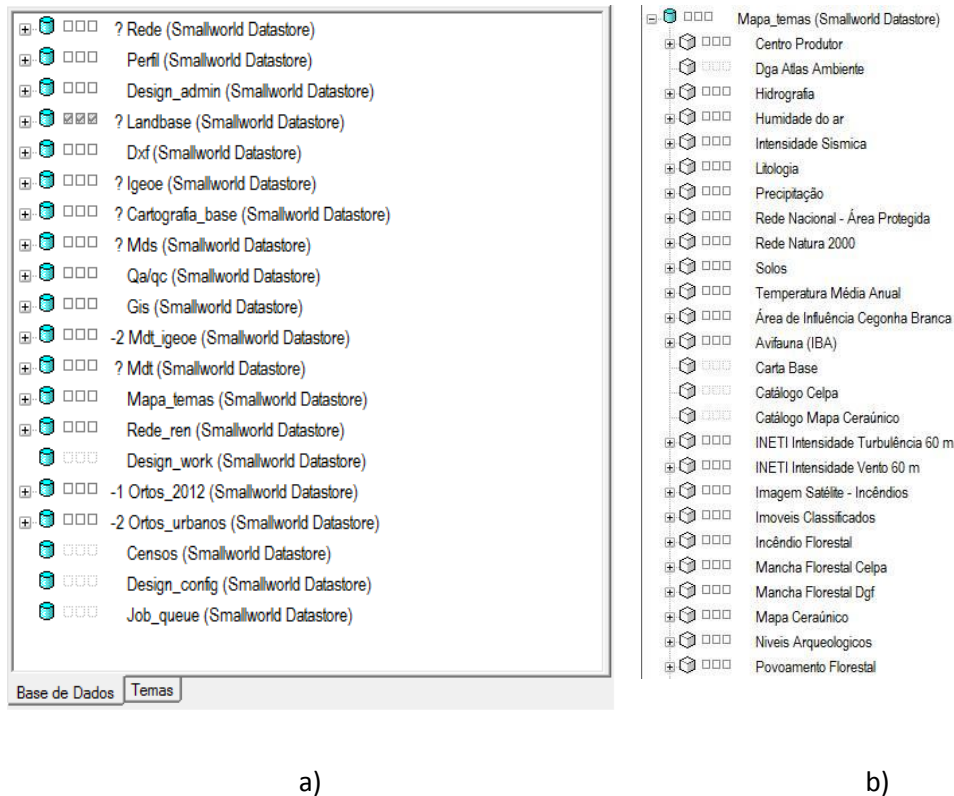 ? Rede (Smallworld Datastore)
Perfil (Smallworld Datastore)
Design_admin (Smallworld Datastore)
? Landbase (Smallworld Datastore)
Dxf (Smallworld Datastore)
? Igeoe (Smallworld Datastore)
? Cartografia_base (Smallworld Datastore)
? Mds (Smallworld Datastore)
Qa/qc (Smallworld Datastore)
Gis (Smallworld Datastore)
-2 Mdt_igeoe (Smallworld Datastore)
? Mdt (Smallworld Datastore)
Mapa_temas (Smallworld Datastore)
Rede_ren (Smallworld Datastore)
Design_work (Smallworld Datastore)
-1 Ortos_2012 (Smallworld Datastore)
-2 Ortos_urbanos (Smallworld Datastore)
Censos (Smallworld Datastore)
Design_config (Smallworld Datastore)
Job_queue (Smallworld Datastore)
Base de Dados Temas
a)
Mapa_temas (Smallworld Datastore)
Centro Produtor
Dga Atlas Ambiente
Hidrografia
Humidade do ar
Intensidade Sismica
Litologia
Precipitação
Rede Nacional - Área Protegida
Rede Natura 2000
Solos
Temperatura Média Anual
Área de Influência Cegonha Branca
Avifauna (IBA)
Carta Base
Catálogo Celpa
Catálogo Mapa Ceraúnico
INETI Intensidade Turbulência 60 m
INETI Intensidade Vento 60 m
Imagem Satélite - Incêndios
Imoveis Classificados
Incêndio Florestal
Mancha Florestal Celpa
Mancha Florestal Dgf
Mapa Ceraúnico
Niveis Arqueologicos
Povoamento Florestal
b)